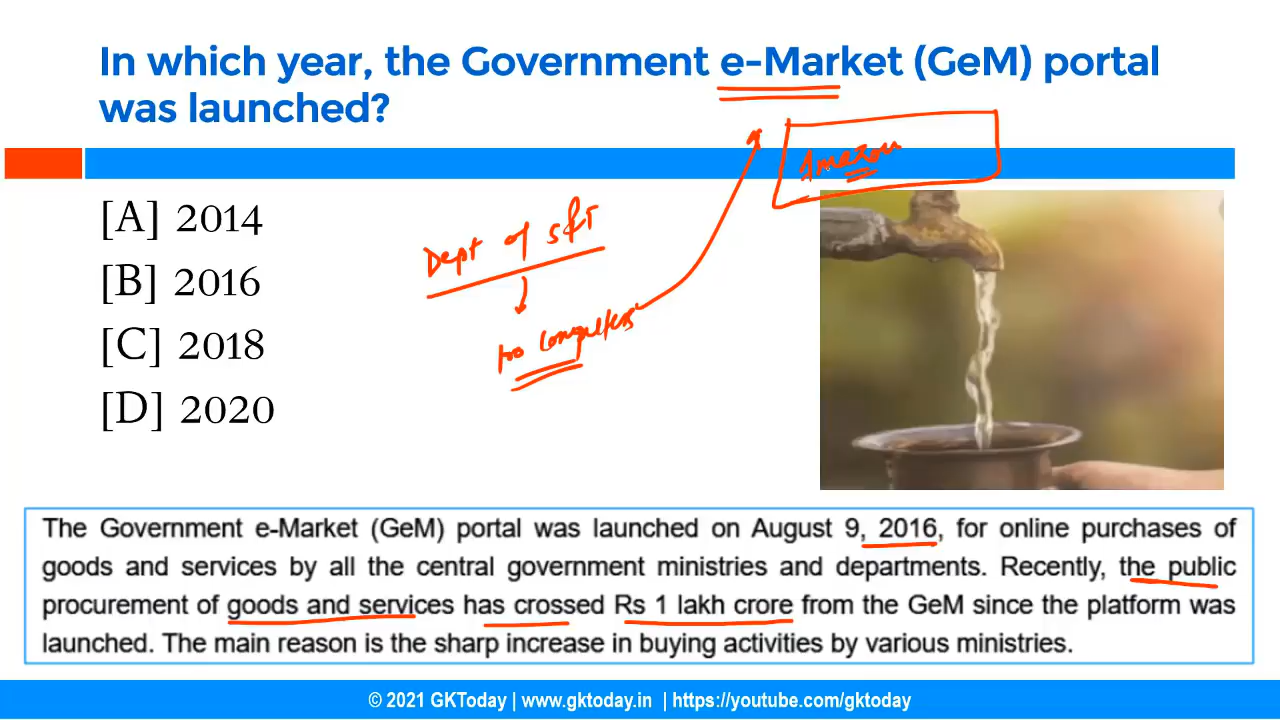 In which year, the Government e-Market (GeM) portal
was launched?
Amazon
[A] 2014
Dept of S&T
[B] 2016
100 computers
[C] 2018
[D] 2020
The Government e-Market (GeM) portal was launched on August 9, 2016, for online purchases of
goods and services by all the central government ministries and departments. Recently, the public
procurement of goods and services has crossed Rs 1 lakh crore from the GeM since the platform was
launched. The main reason is the sharp increase in buying activities by various ministries.
© 2021 GKToday | www.gktoday.in | https://youtube.com/gktoday